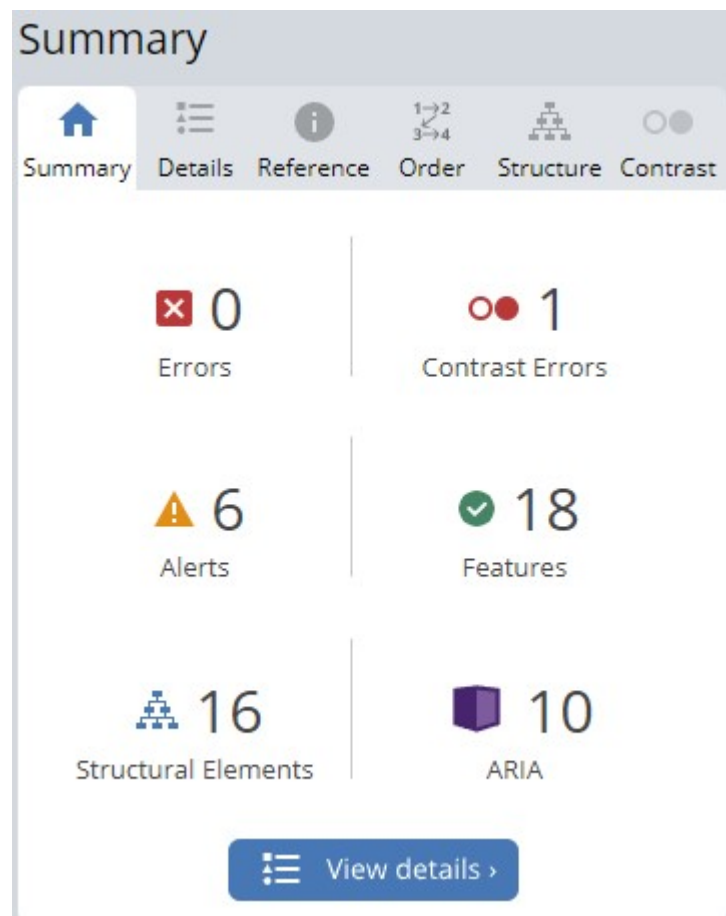 Summary
Summary Details Reference Order Structure Contrast
1→2
3→4
0 1
Errors Contrast Errors
6 18
Alerts Features
16 10
Structural Elements ARIA
View details ›